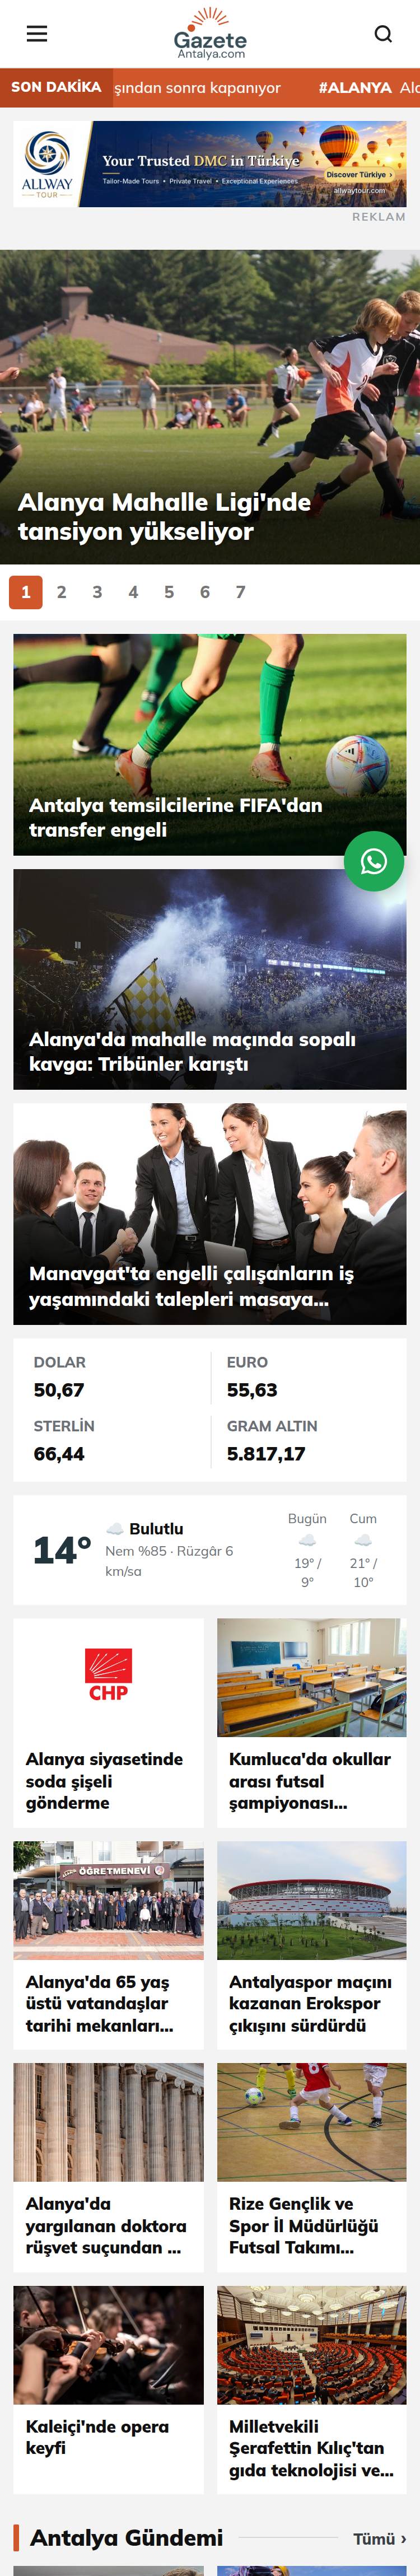 Gazete
Antalya.com
SON DAKİKA şından sonra kapanıyor #ALANYA Ala
ALLWAY
TOUR
Your Trusted DMC in Türkiye
Tailor-Made Tours • Private Travel • Exceptional Experiences
Discover Türkiye ›
allwaytour.com
REKLAM
Alanya Mahalle Ligi'nde
tansiyon yükseliyor
1 2 3 4 5 6 7
Antalya temsilcilerine FIFA'dan
transfer engeli
Alanya'da mahalle maçında sopalı
kavga: Tribünler karıştı
Manavgat'ta engelli çalışanların iş
yaşamındaki talepleri masaya...
DOLAR
50,67
EURO
55,63
STERLİN
66,44
GRAM ALTIN
5.817,17
14°
Bulutlu
Nem %85 · Rüzgâr 6
km/sa
Bugün
19° /
9°
Cum
21° /
10°
CHP
Alanya siyasetinde
soda şişeli
gönderme
Kumluca'da okullar
arası futsal
şampiyonası...
ÖĞRETMENEVİ
Alanya'da 65 yaş
üstü vatandaşlar
tarihi mekanları...
Antalyaspor maçını
kazanan Erokspor
çıkışını sürdürdü
Alanya'da
yargılanan doktora
rüşvet suçundan ...
Rize Gençlik ve
Spor İl Müdürlüğü
Futsal Takımı...
Kaleiçi'nde opera
keyfi
Milletvekili
Şerafettin Kılıç'tan
gıda teknolojisi ve...
Antalya Gündemi
Tümü ›